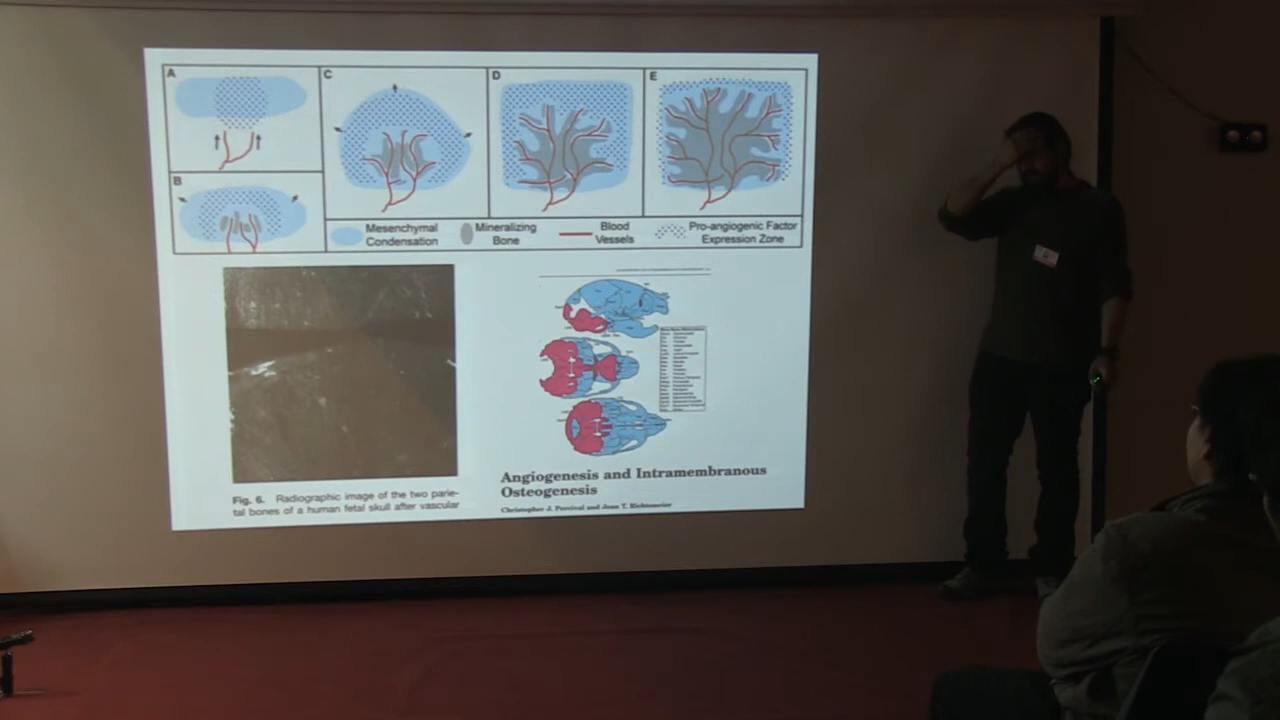 A
C
D
E
B
Mesenchymal
Condensation
Mineralizing
Bone
Blood
Vessels
Pro-angiogenic Factor
Expression Zone
Fig. 6. Radiographic image of the two parie-
tal bones of a human fetal skull after vascular
Angiogenesis and Intramembranous
Osteogenesis
Christopher J. Percival and Joan T. Richtsmeier